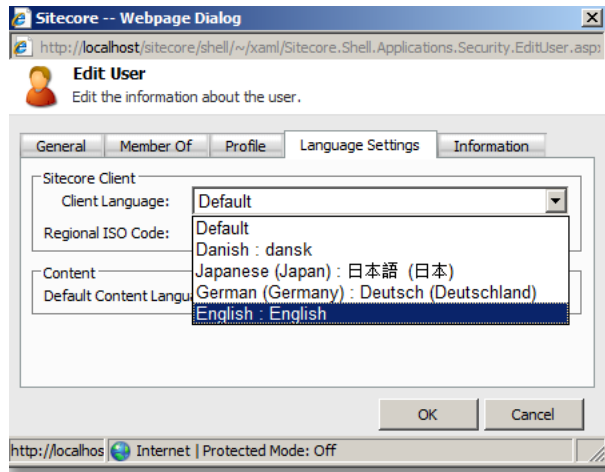 Sitecore -- Webpage Dialog
http://localhost/sitecore/shell/~/xaml/Sitecore.Shell.Applications.Security.EditUser.asp
Edit User
Edit the information about the user.
General Member Of Profile Language Settings Information
Sitecore Client
Client Language: Default
Default
Regional ISO Code:
Danish : dansk
Japanese (Japan) : 日本語 (日本)
Content
German (Germany) : Deutsch (Deutschland)
Default Content Langu
English : English
OK Cancel
http://localhos Internet | Protected Mode: Off